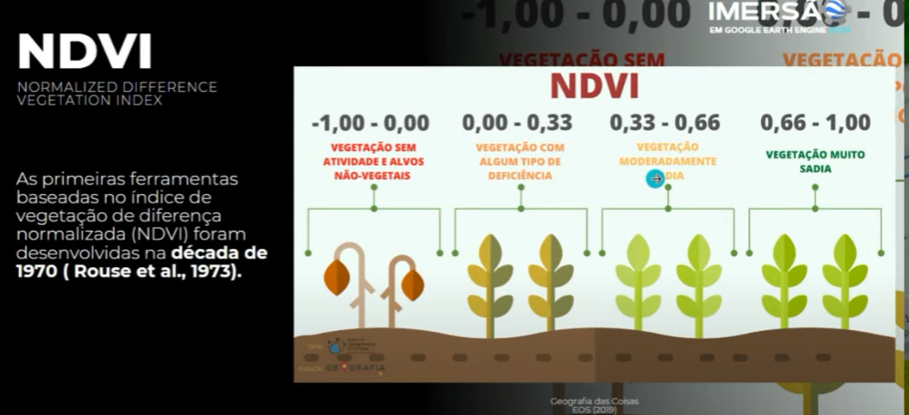 NDVI
NORMALIZED DIFFERENCE
VEGETATION INDEX
As primeiras ferramentas
baseadas no índice de
vegetação de diferença
normalizada (NDVI) foram
desenvolvidas na década de
1970 ( Rouse et al., 1973).
-1,00 - 0,00
IMERSÃO
EM GOOGLE EARTH ENGINE
VEGETAÇÃO SEM
VEGETAÇÃO
NDVI
-1,00 - 0,00
0,00 - 0,33
0,33 - 0,66
0,66 - 1,00
VEGETAÇÃO SEM
ATIVIDADE E ALVOS
NÃO-VEGETAIS
VEGETAÇÃO COM
ALGUM TIPO DE
DEFICIÊNCIA
VEGETAÇÃO
MODERADAMENTE
DIA
VEGETAÇÃO MUITO
SADIA
GEOGRAFIA
Geografia das Coisas
EOS (2019)